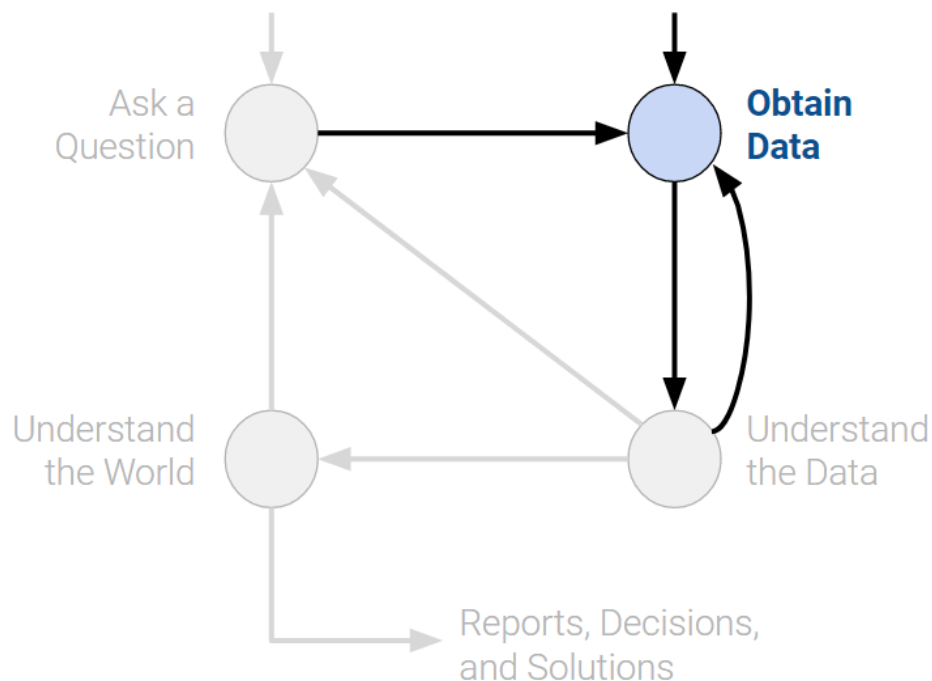 Ask a
Question
Obtain
Data
Understand
the World
Understand
the Data
Reports, Decisions,
and Solutions